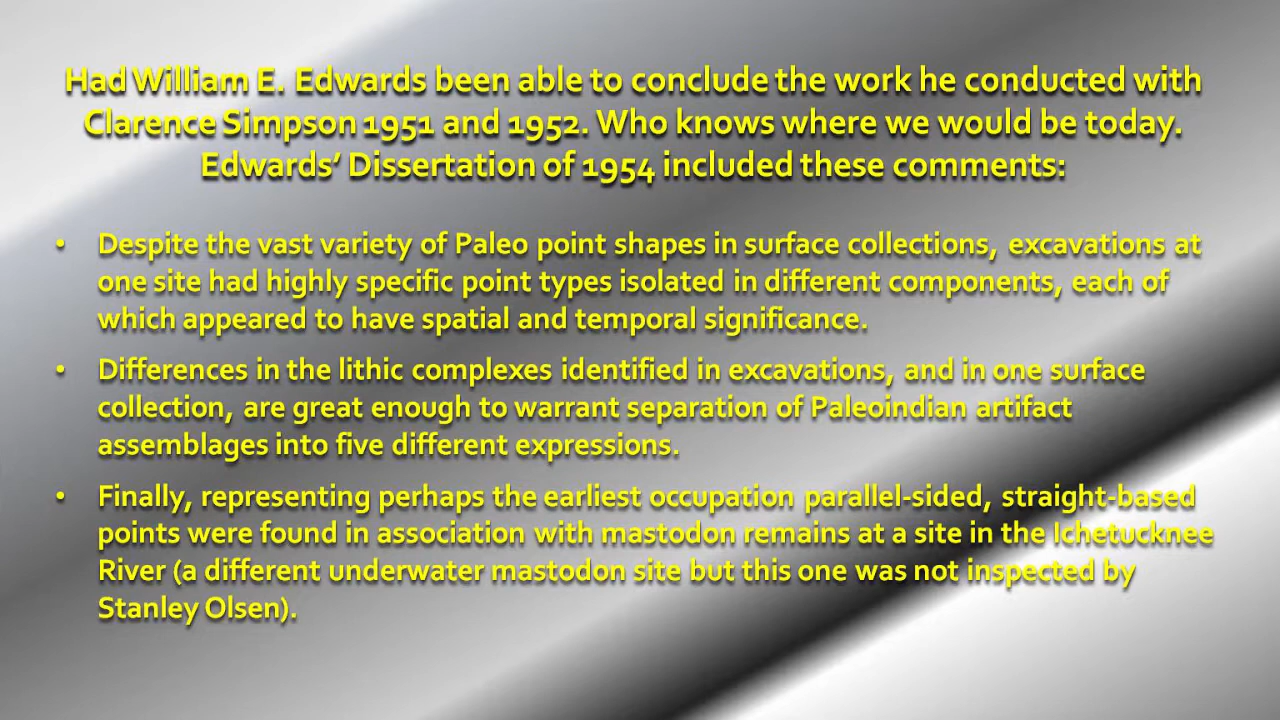 Had William E. Edwards been able to conclude the work he conducted with
Clarence Simpson 1951 and 1952. Who knows where we would be today.
Edwards’ Dissertation of 1954 included these comments:
• Despite the vast variety of Paleo point shapes in surface collections, excavations at
one site had highly specific point types isolated in different components, each of
which appeared to have spatial and temporal significance.
• Differences in the lithic complexes identified in excavations, and in one surface
collection, are great enough to warrant separation of Paleoindian artifact
assemblages into five different expressions.
• Finally, representing perhaps the earliest occupation parallel-sided, straight-based
points were found in association with mastodon remains at a site in the Ichetucknee
River (a different underwater mastodon site but this one was not inspected by
Stanley Olsen).